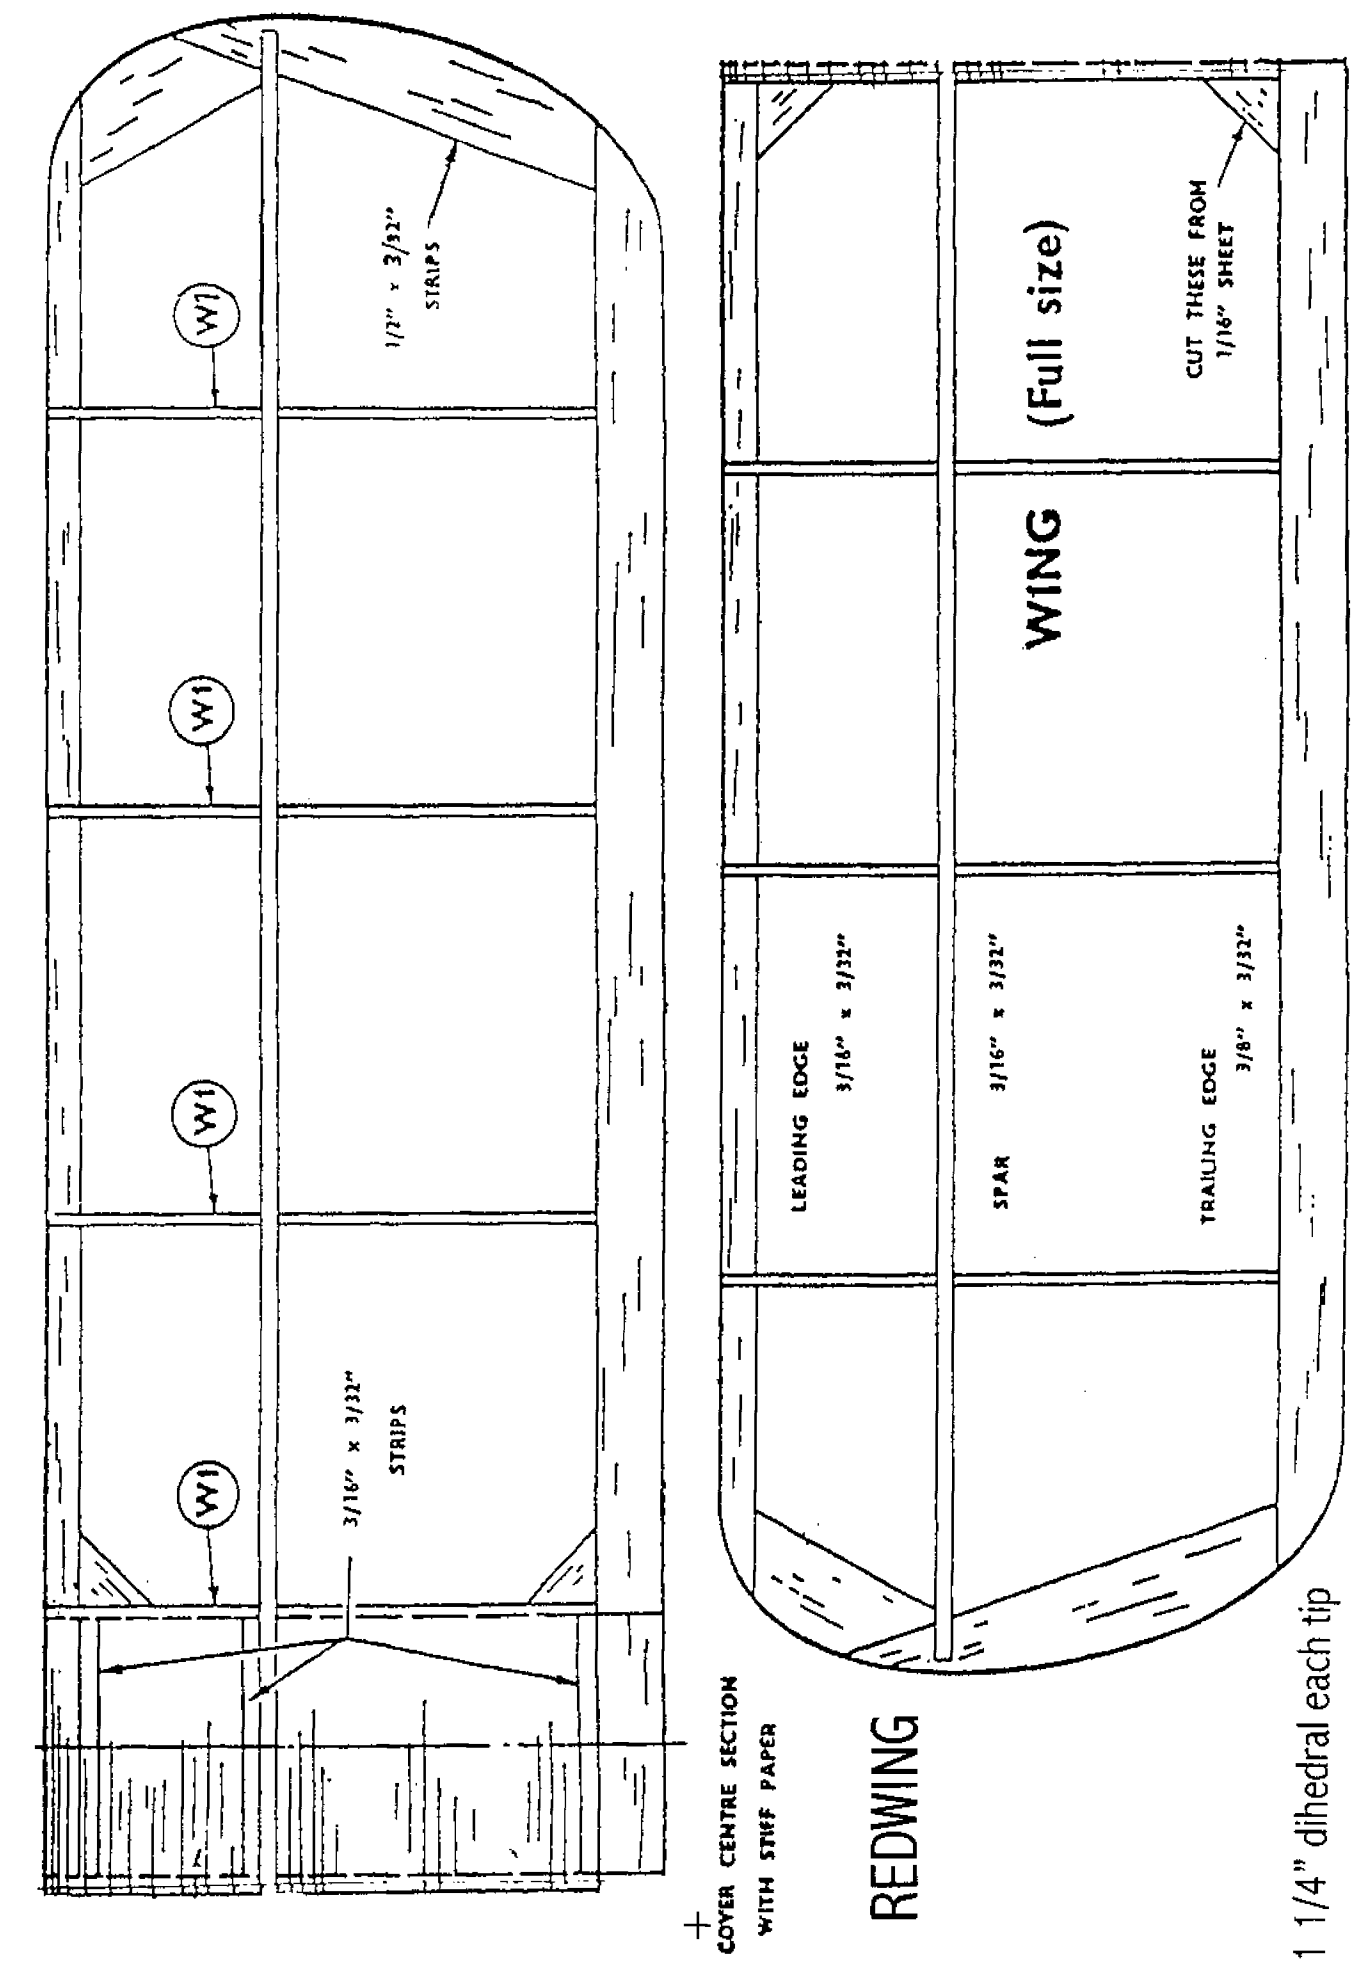 W1
W1
W1
W1
1/2" x 3/32"
STRIPS
3/16" x 3/32"
STRIPS
CUT THESE FROM
1/16" SHEET
WING (Full size)
LEADING EDGE
3/16" x 3/32"
SPAR 3/16" x 3/32"
TRAILING EDGE
3/8" x 3/32"
COVER CENTRE SECTION
WITH STIFF PAPER
REDWING
1 1/4" dihedral each tip